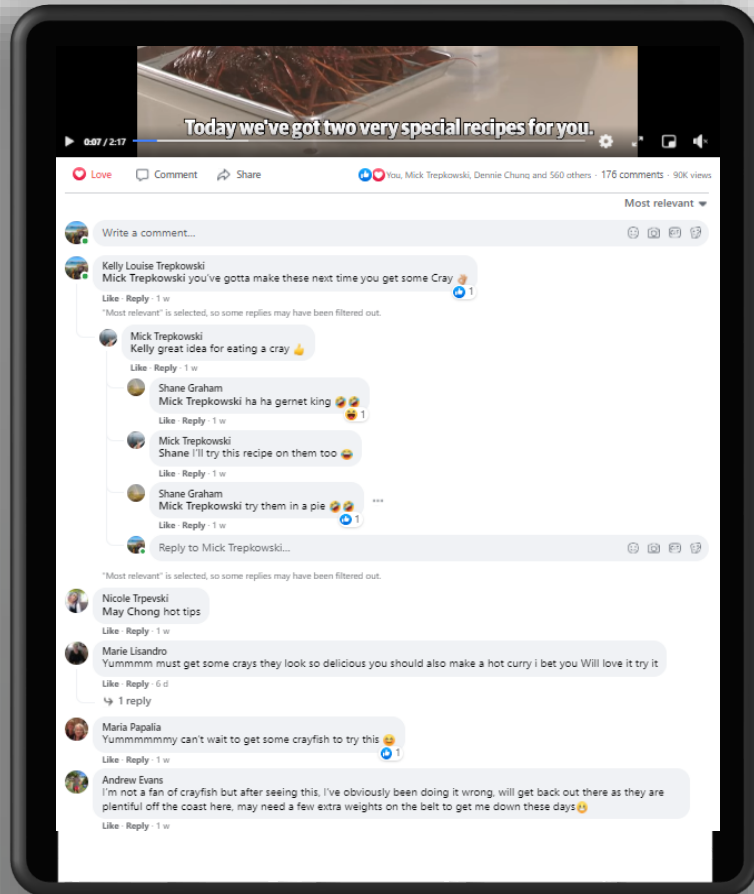 Today we've got two very special recipes for you.
0:07 / 2:17
Love Comment Share You, Mick Trepkowski, Dennie Chung and 560 others · 176 comments · 90K views
Most relevant
Write a comment...
Kelly Louise Trepkowski
Mick Trepkowski you've gotta make these next time you get some Cray
1
Like · Reply · 1 w
"Most relevant" is selected, so some replies may have been filtered out.
Mick Trepkowski
Kelly great idea for eating a cray
Like · Reply · 1 w
Shane Graham
Mick Trepkowski ha ha gernet king
1
Like · Reply · 1 w
Mick Trepkowski
Shane I'll try this recipe on them too
Like · Reply · 1 w
Shane Graham
Mick Trepkowski try them in a pie
1
Like · Reply · 1 w
Reply to Mick Trepkowski...
"Most relevant" is selected, so some replies may have been filtered out.
Nicole Trpevski
May Chong hot tips
Like · Reply · 1 w
Marie Lisandro
Yummmm must get some crays they look so delicious you should also make a hot curry i bet you Will love it try it
Like · Reply · 6 d
1 reply
Maria Papalia
Yummmmmmy can't wait to get some crayfish to try this
1
Like · Reply · 1 w
Andrew Evans
I'm not a fan of crayfish but after seeing this, I've obviously been doing it wrong, will get back out there as they are
plentiful off the coast here, may need a few extra weights on the belt to get me down these days
Like · Reply · 1 w